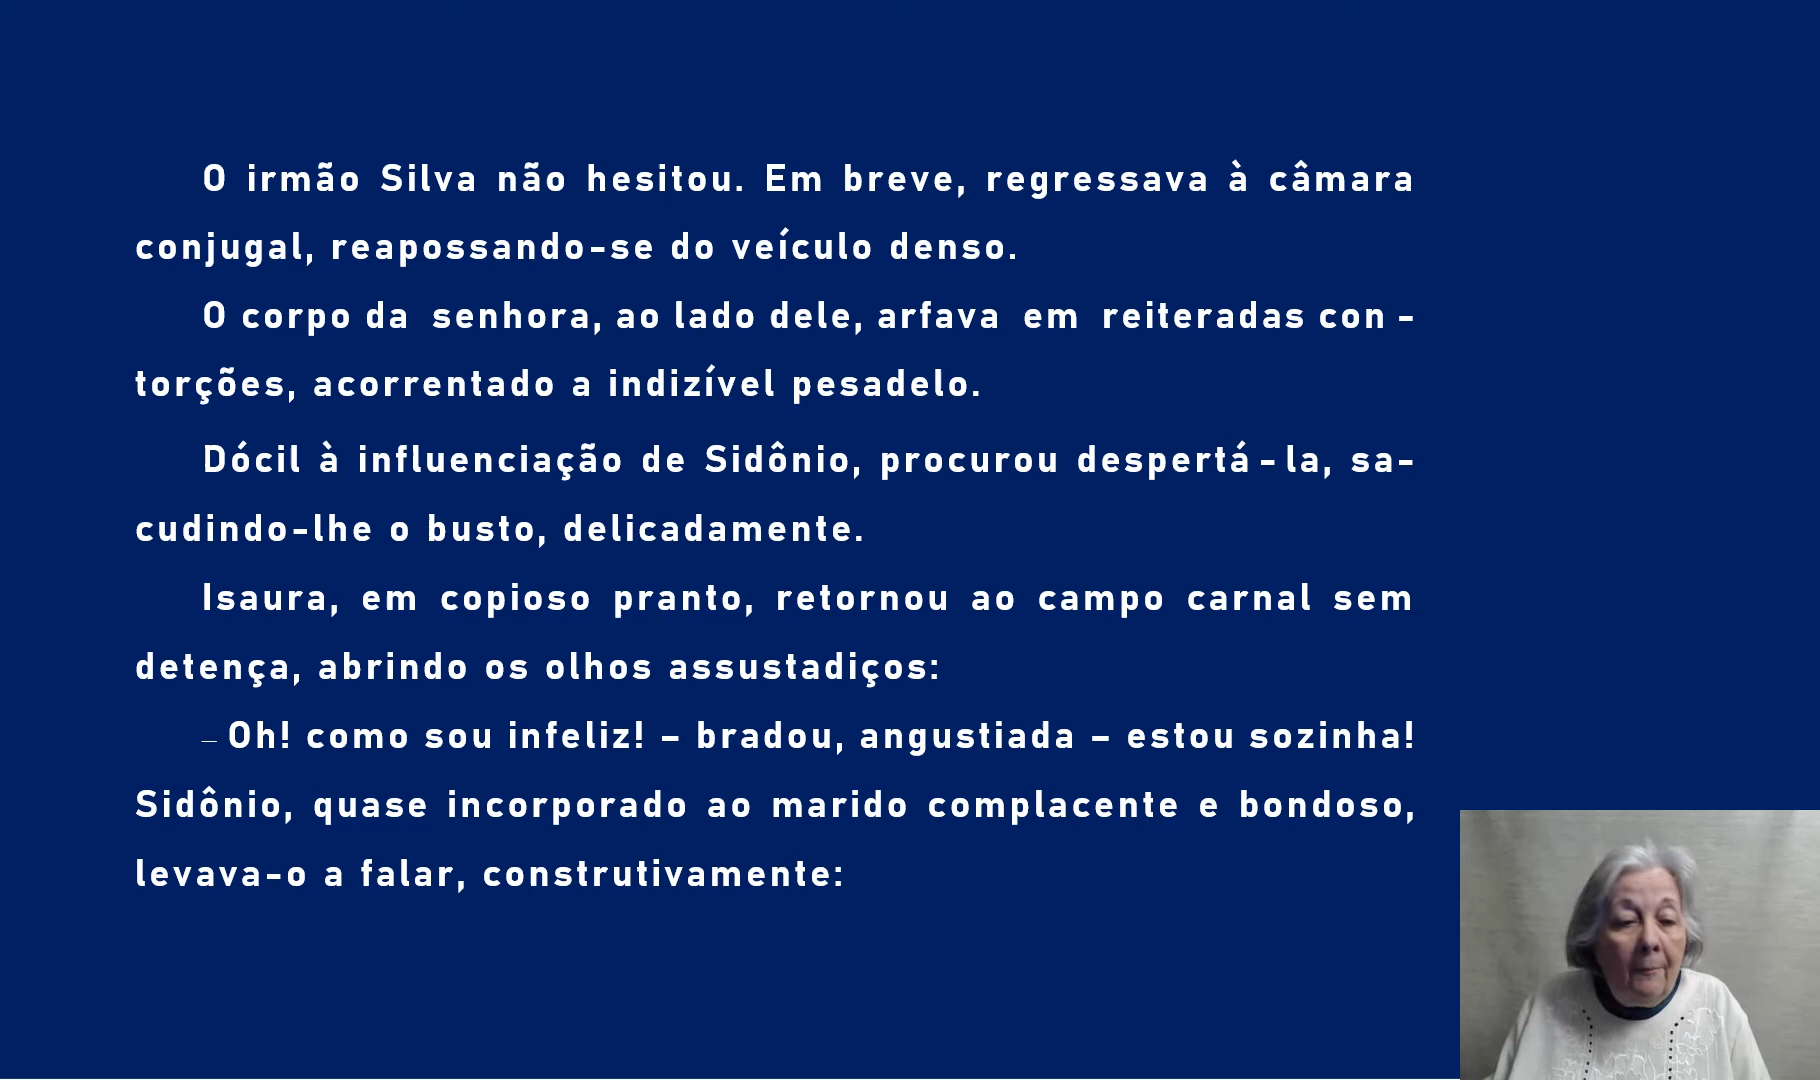 O irmão Silva não hesitou. Em breve, regressava à câmara
conjugal, reapossando-se do veículo denso.
O corpo da senhora, ao lado dele, arfava em reiteradas con-
torções, acorrentado a indizível pesadelo.
Dócil à influenciação de Sidônio, procurou despertá-la, sa-
cudindo-lhe o busto, delicadamente.
Isaura, em copioso pranto, retornou ao campo carnal sem
detença, abrindo os olhos assustadiços:
– Oh! como sou infeliz! – bradou, angustiada – estou sozinha!
Sidônio, quase incorporado ao marido complacente e bondoso,
levava-o a falar, construtivamente: